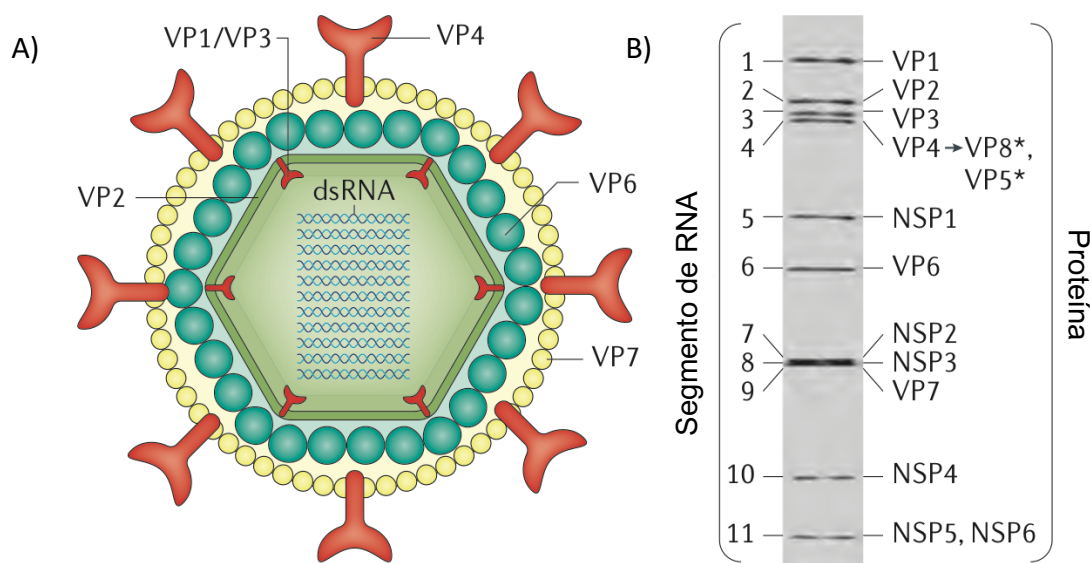 A)
VP1/VP3
VP4
dsRNA
VP2
VP6
VP7
B)
Segmento de RNA
1 VP1
2 VP2
3 VP3
4 VP4 → VP8*,
VP5*
5 NSP1
6 VP6
7 NSP2
8 NSP3
9 VP7
10 NSP4
11 NSP5, NSP6
Proteína